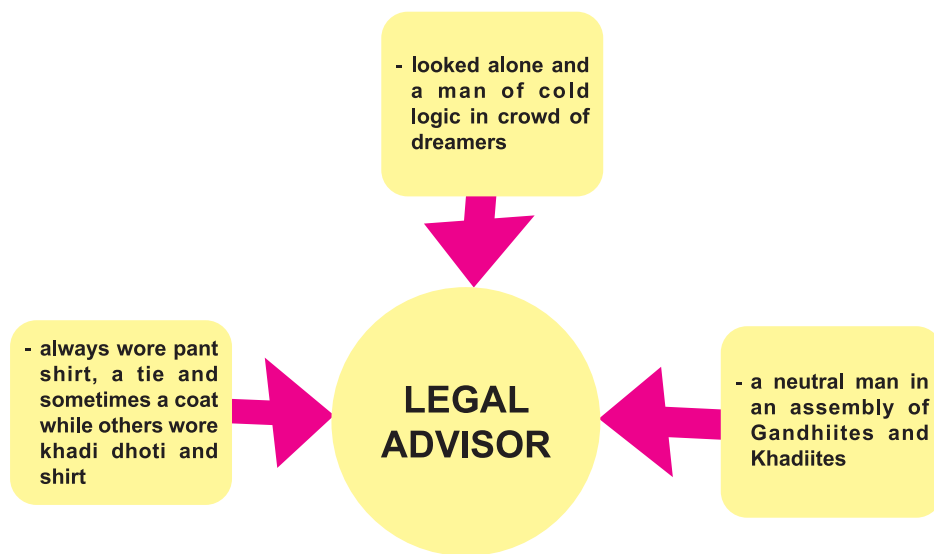 - looked alone and
a man of cold
logic in crowd of
dreamers
- always wore pant
shirt, a tie and
sometimes a coat
while others wore
khadi dhoti and
shirt
LEGAL
ADVISOR
- a neutral man in
an assembly of
Gandhiites and
Khadiites